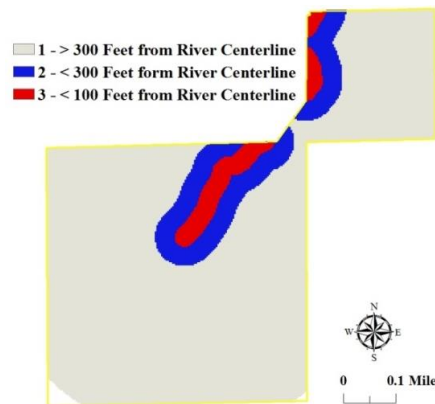 1 - > 300 Feet from River Centerline
2 - < 300 Feet form River Centerline
3 - < 100 Feet from River Centerline
N
W E
S
0 0.1 Mile